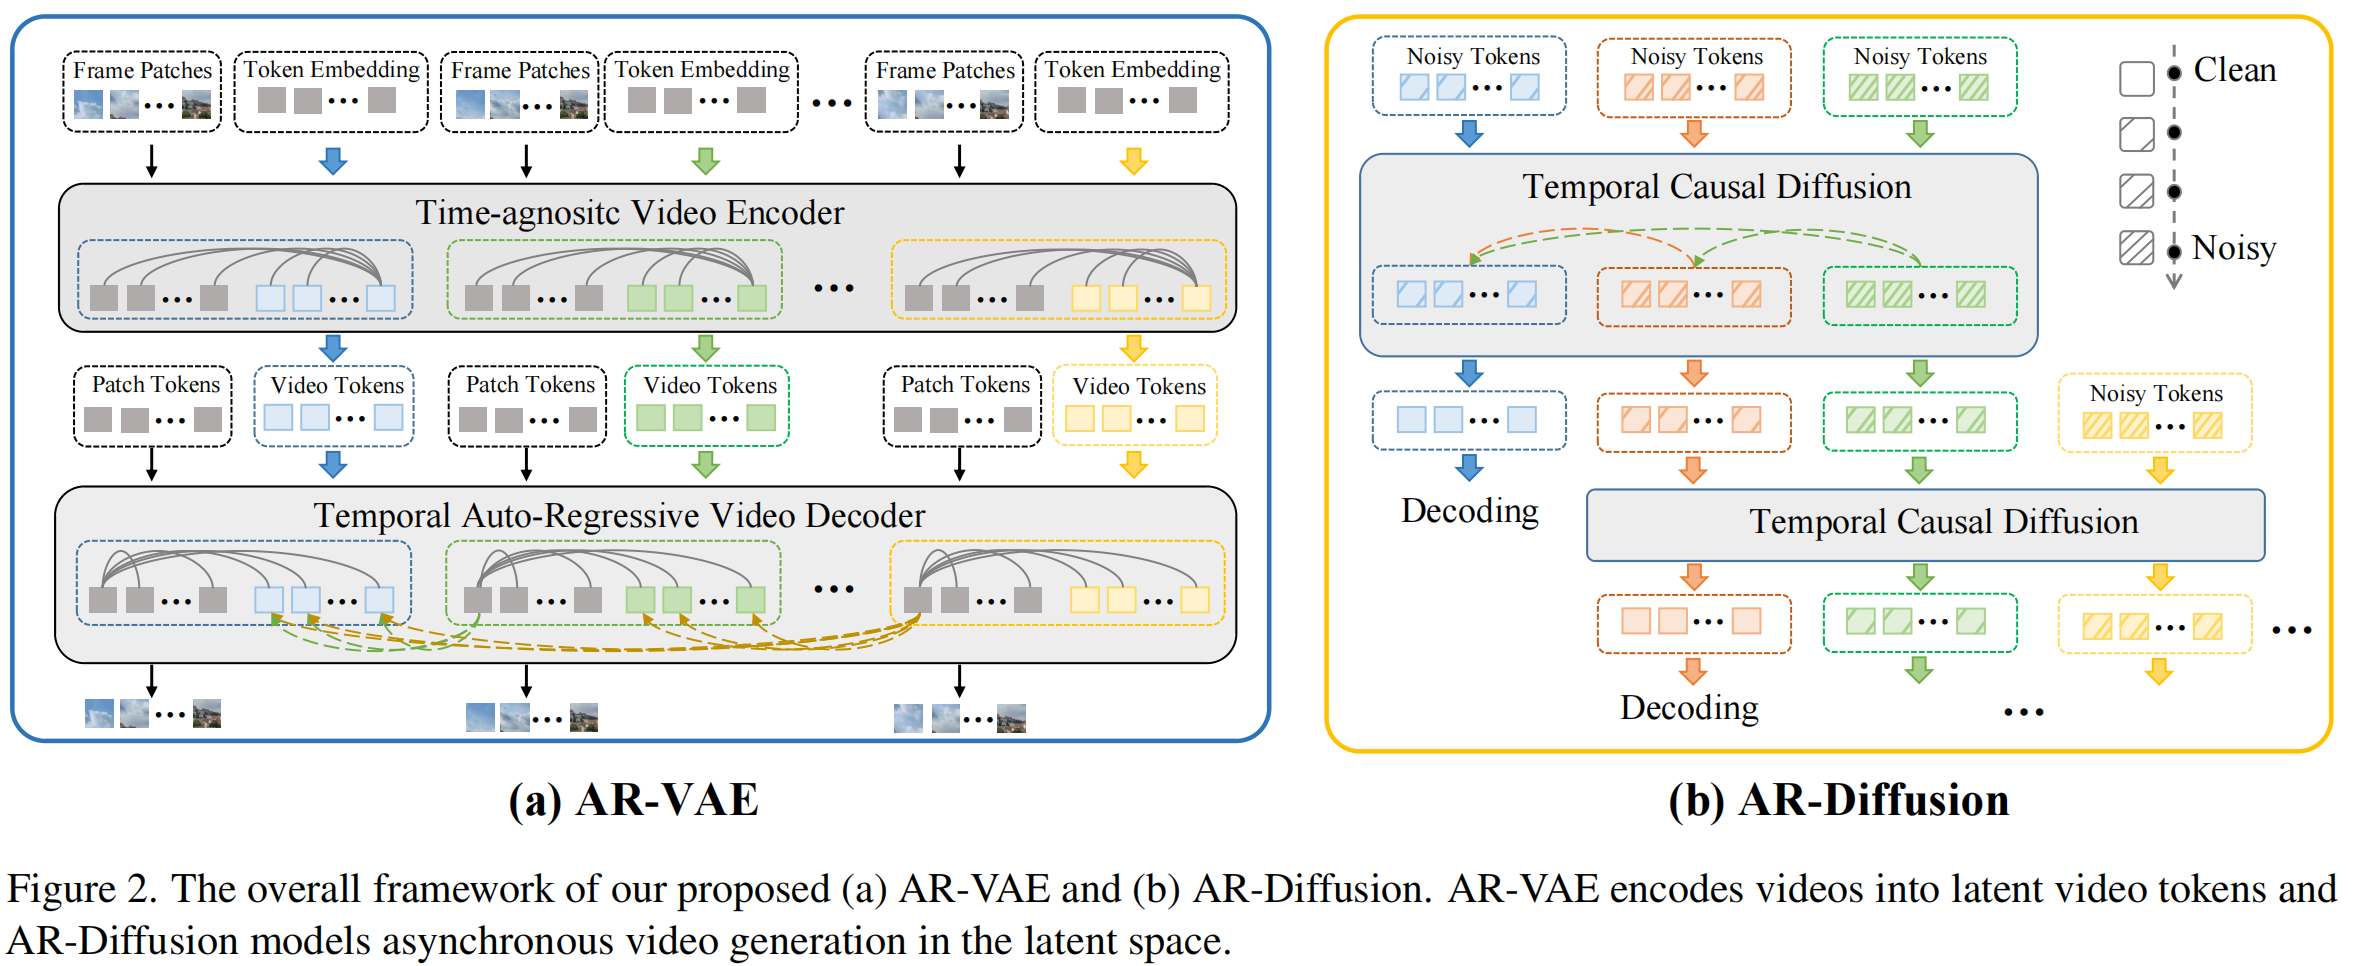 Frame Patches
Token Embedding
Frame Patches
Token Embedding
Frame Patches
Token Embedding
Time-agnositc Video Encoder
Patch Tokens
Video Tokens
Patch Tokens
Video Tokens
Patch Tokens
Video Tokens
Temporal Auto-Regressive Video Decoder
(a) AR-VAE
Noisy Tokens
Noisy Tokens
Noisy Tokens
Clean
Noisy
Temporal Causal Diffusion
Noisy Tokens
Decoding
Temporal Causal Diffusion
Decoding
(b) AR-Diffusion
Figure 2. The overall framework of our proposed (a) AR-VAE and (b) AR-Diffusion. AR-VAE encodes videos into latent video tokens and
AR-Diffusion models asynchronous video generation in the latent space.